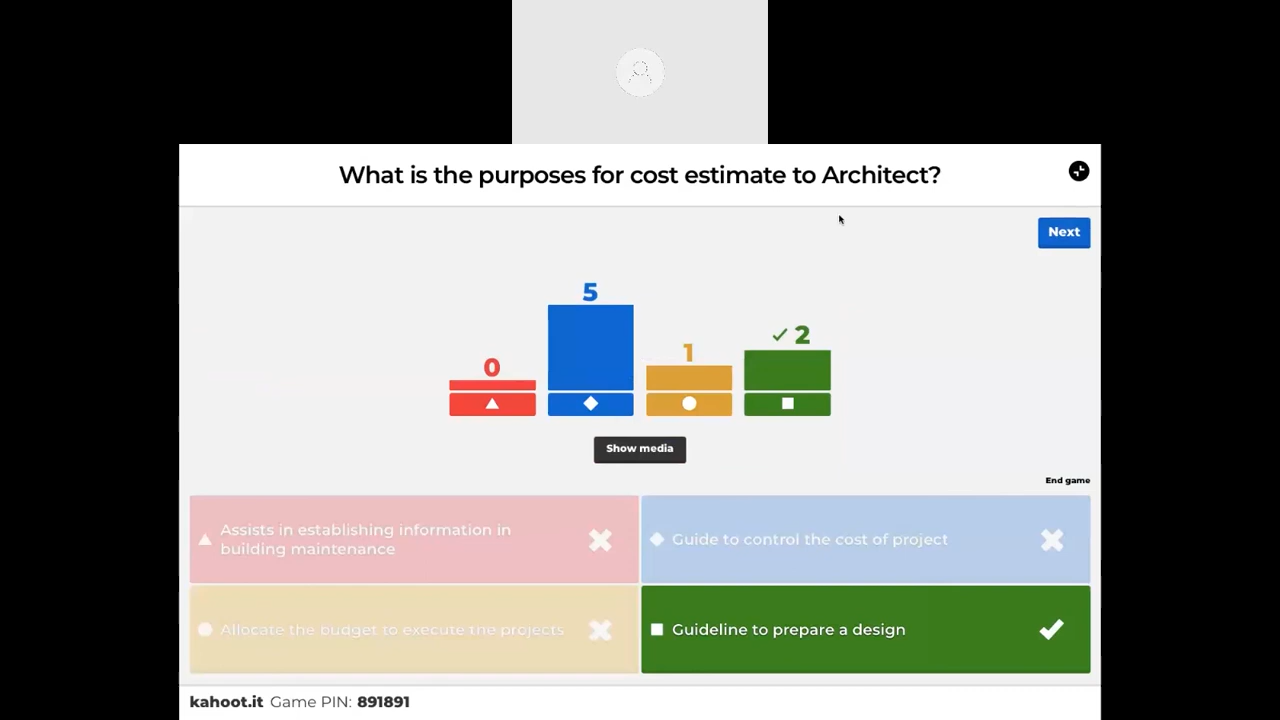 What is the purposes for cost estimate to Architect?
Next
0
5
1
2
Show media
End game
Assists in establishing information in
building maintenance
Guide to control the cost of project
Allocate the budget to execute the projects
Guideline to prepare a design
kahoot.it Game PIN: 891891